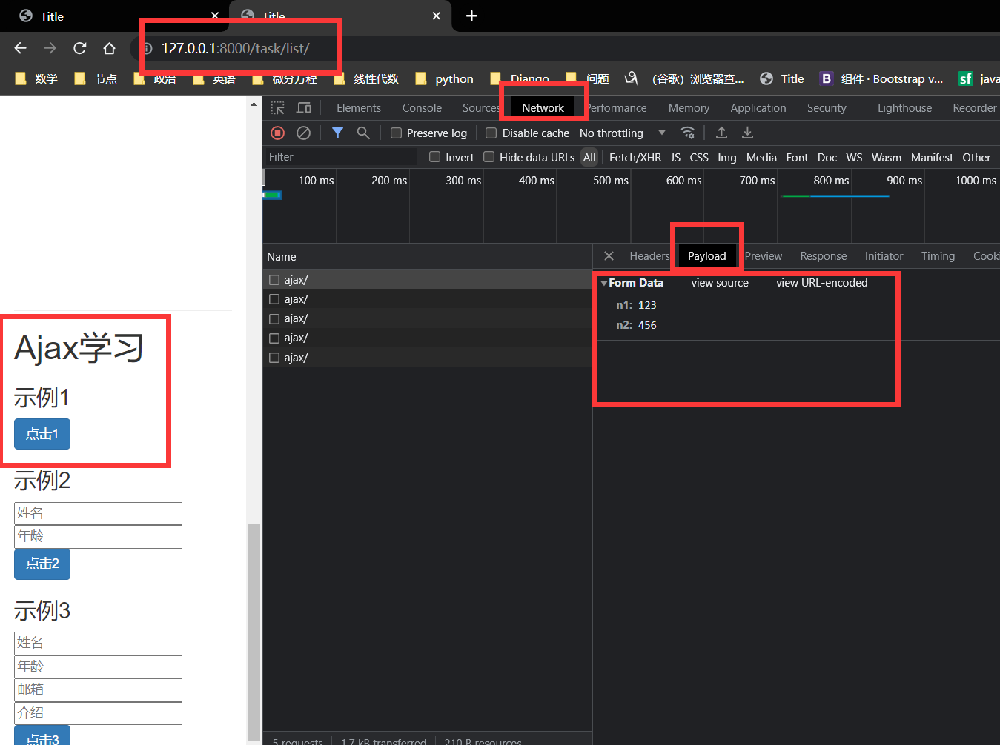 Title
Title
127.0.0.1:8000/task/list/
数学
节点
政治
英语
微分方程
线性代数
python
Django
问题
（谷歌）浏览器查...
Title
B
组件 · Bootstrap v...
sf
java
Elements
Console
Sources
Network
Performance
Memory
Application
Security
Lighthouse
Recorder
Preserve log
Disable cache
No throttling
Filter
Invert
Hide data URLs
All
Fetch/XHR
JS
CSS
Img
Media
Font
Doc
WS
Wasm
Manifest
Other
100 ms
200 ms
300 ms
400 ms
500 ms
600 ms
700 ms
800 ms
900 ms
1000 ms
Name
ajax/
ajax/
ajax/
ajax/
ajax/
Headers
Payload
Preview
Response
Initiator
Timing
Cooki
Form Data
view source
view URL-encoded
n1: 123
n2: 456
5 requests
1.7 kB transferred
210 B resources
Ajax学习
示例1
点击1
示例2
姓名
年龄
点击2
示例3
姓名
年龄
邮箱
介绍
点击3